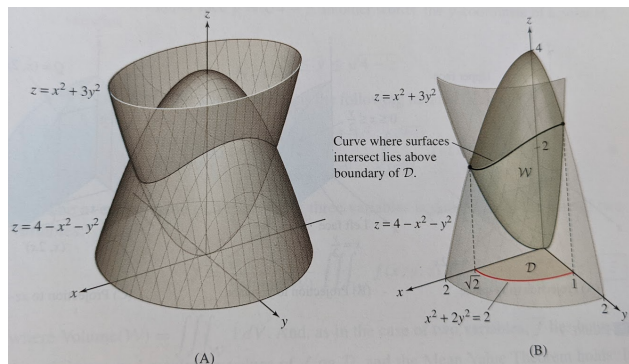 z
z = x² + 3y²
z = 4 − x² − y²
x
y
(A)
z
4
z = x² + 3y²
Curve where surfaces
intersect lies above
boundary of 𝒟.
2
𝒲
z = 4 − x² − y²
𝒟
x
2
√2
1
2
y
x² + 2y² = 2
(B)